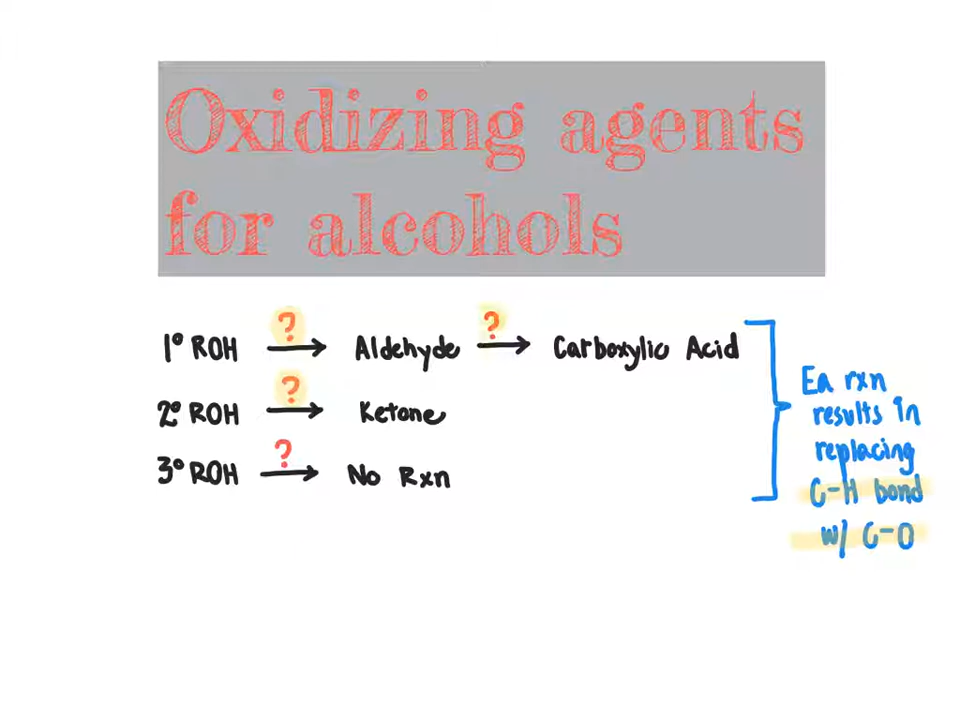 Oxidizing agents
for alcohols
? ?
1° ROH → Aldehyde → Carboxylic Acid
?
2° ROH → Ketone
?
3° ROH → No Rxn
Ea rxn
results in
replacing
C-H bond
w/ C-O